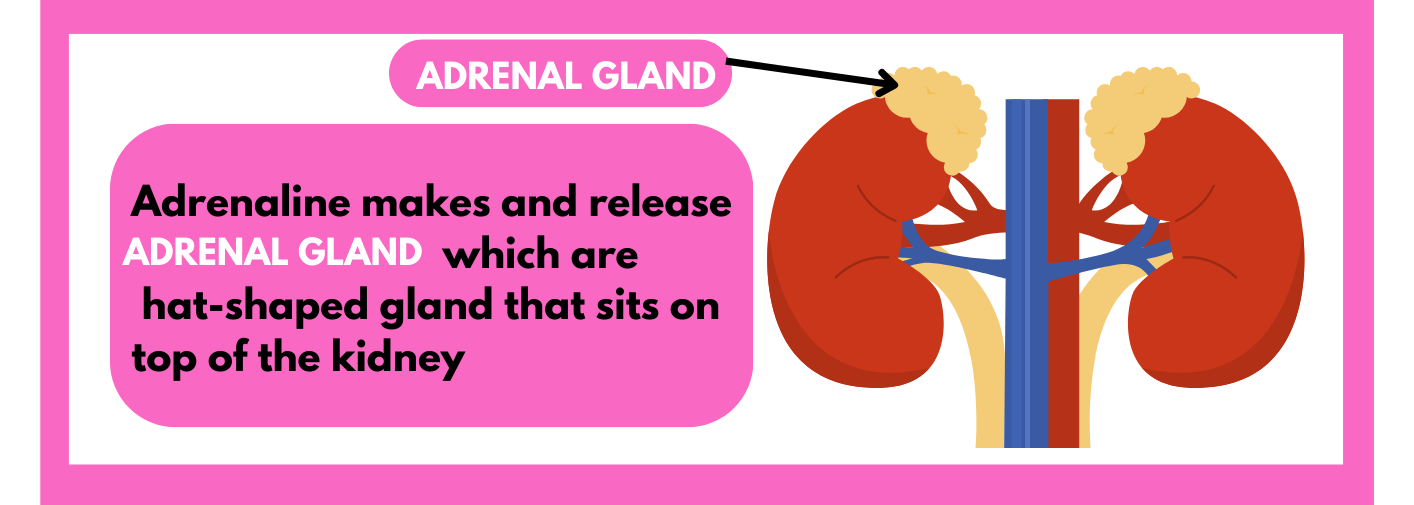 ADRENAL GLAND
Adrenaline makes and release
ADRENAL GLAND which are
hat-shaped gland that sits on
top of the kidney